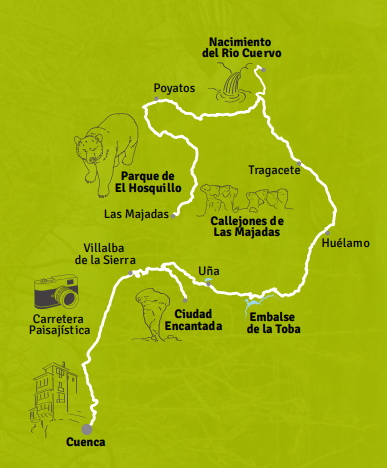 Nacimiento
del Rio Cuervo
Poyatos
Parque de
El Hosquillo
Tragacete
Las Majadas
Callejones de
Las Majadas
Huélamo
Villalba
de la Sierra
Uña
Carretera
Paisajística
Ciudad
Encantada
Embalse
de la Toba
Cuenca